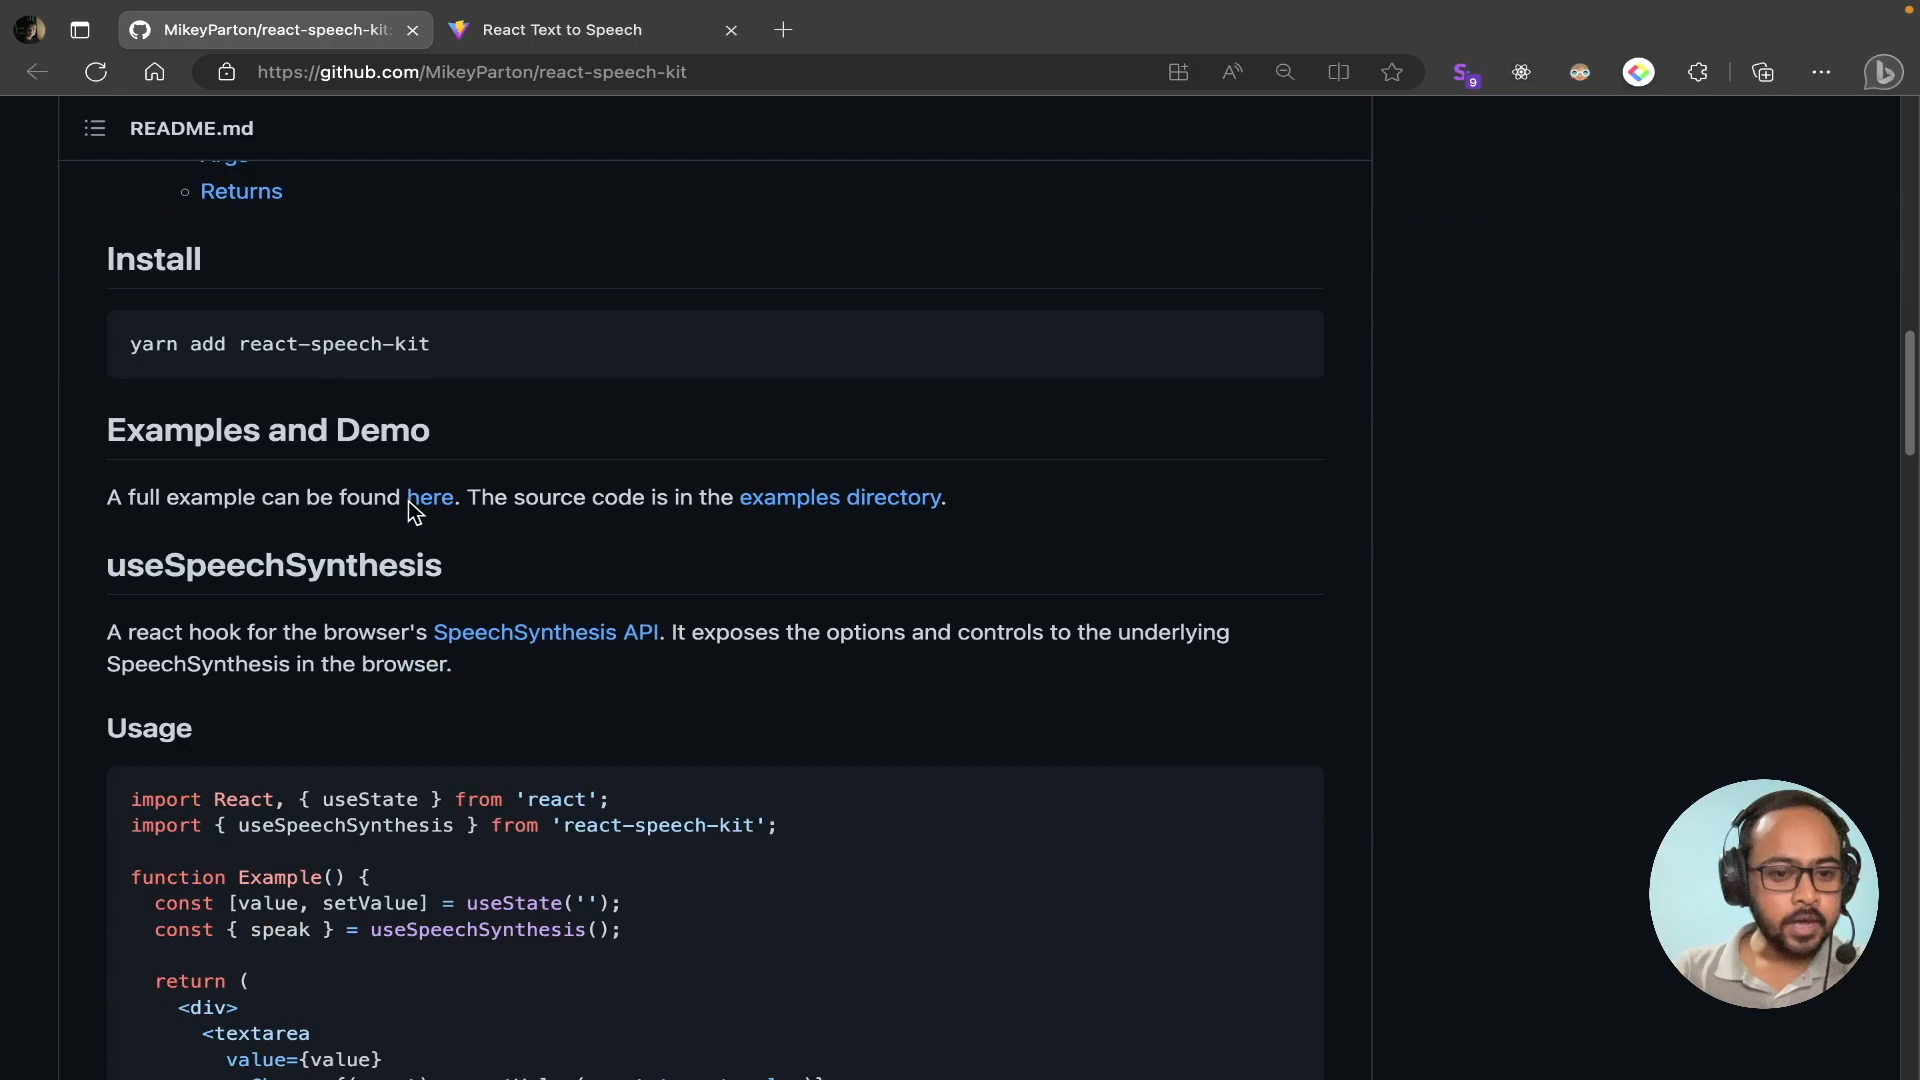 MikeyParton/react-speech-kit:
React Text to Speech
9
https://github.com/MikeyParton/react-speech-kit
README.md
Returns
Install
yarn add react-speech-kit
Examples and Demo
A full example can be found here. The source code is in the examples directory.
useSpeechSynthesis
A react hook for the browser's SpeechSynthesis API. It exposes the options and controls to the underlying
SpeechSynthesis in the browser.
Usage
import React, { useState } from 'react';
import { useSpeechSynthesis } from 'react-speech-kit';
function Example() {
const [value, setValue] = useState('');
const { speak } = useSpeechSynthesis();
return (
<div>
<textarea
value={value}